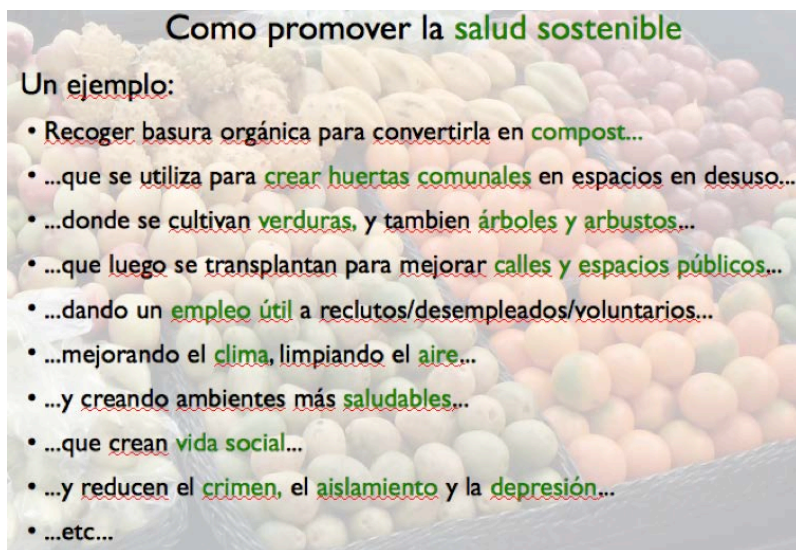 Como promover la salud sostenible
Un ejemplo:
• Recoger basura orgánica para convertirla en compost...
• ...que se utiliza para crear huertas comunales en espacios en desuso...
• ...donde se cultivan verduras, y tambien árboles y arbustos...
• ...que luego se transplantan para mejorar calles y espacios públicos...
• ...dando un empleo útil a reclutos/desempleados/voluntarios...
• ...mejorando el clima, limpiando el aire...
• ...y creando ambientes más saludables...
• ...que crean vida social...
• ...y reducen el crimen, el aislamiento y la depresión...
• ...etc...